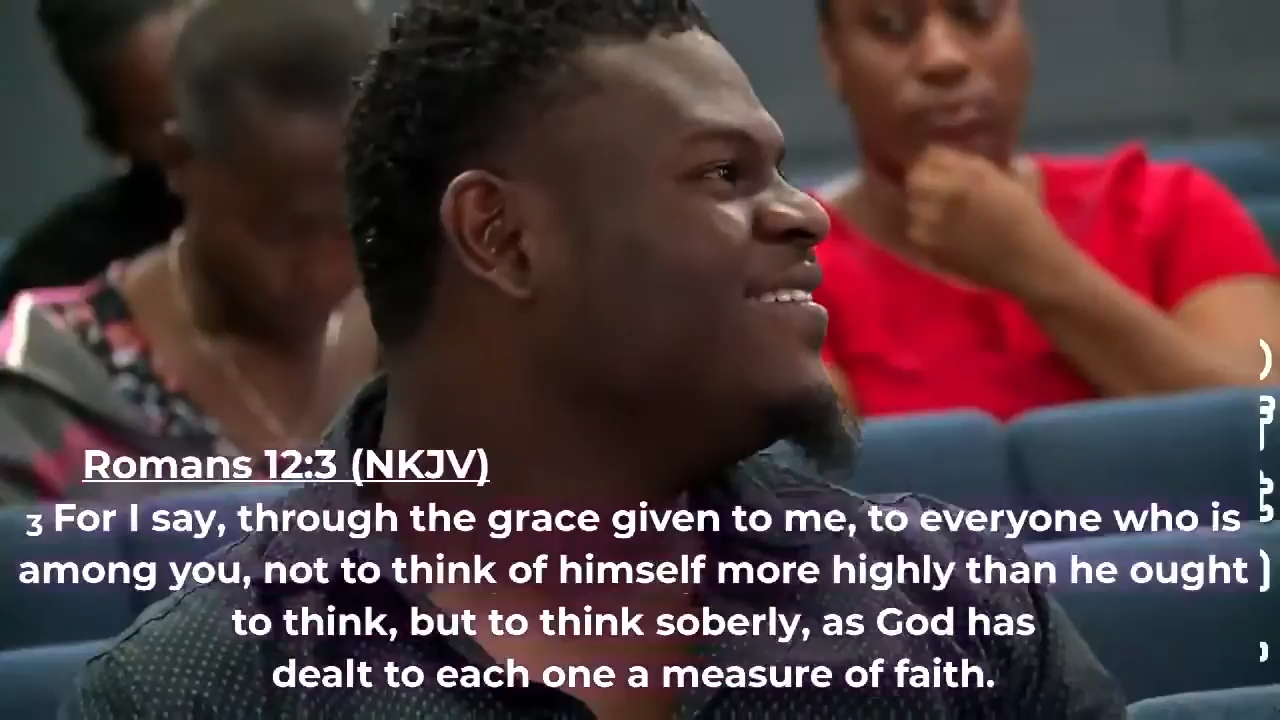 Romans 12:3 (NKJV)
3 For I say, through the grace given to me, to everyone who is
among you, not to think of himself more highly than he ought
to think, but to think soberly, as God has
dealt to each one a measure of faith.